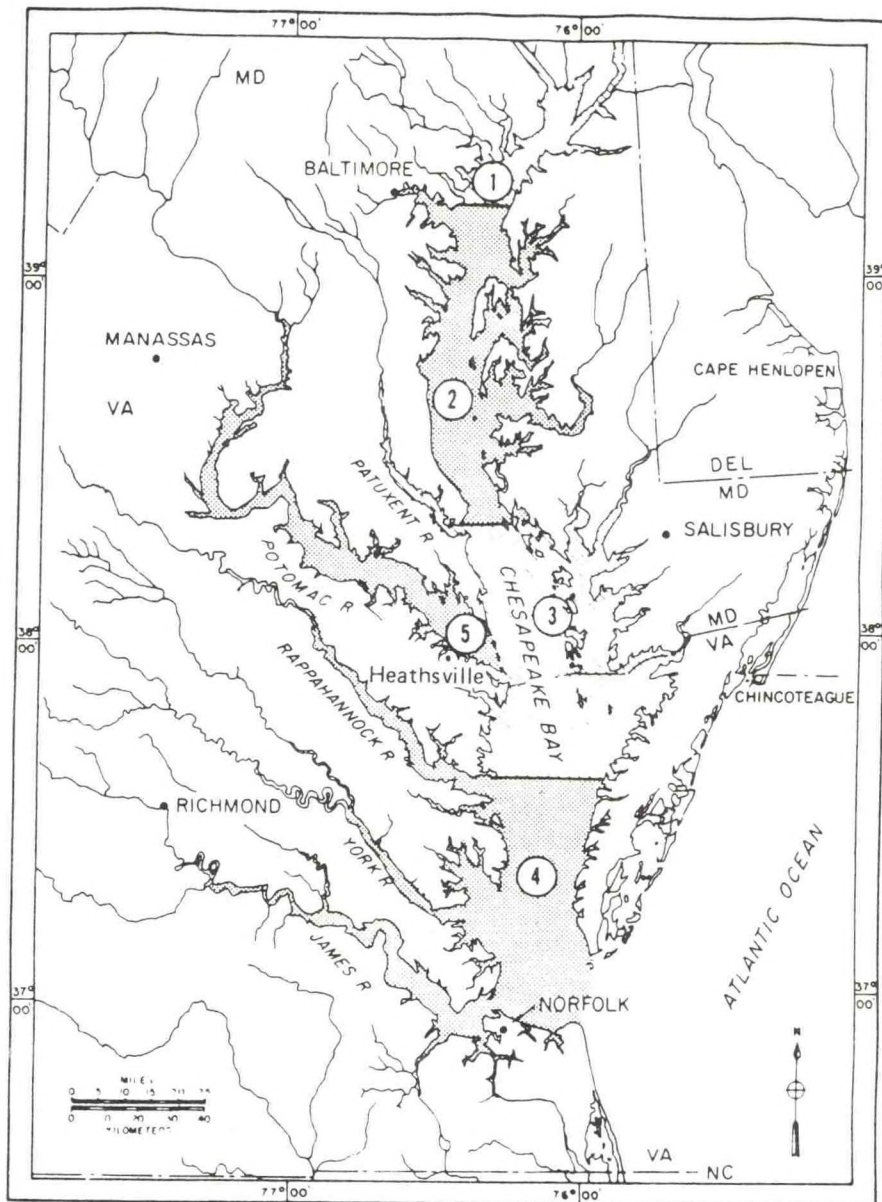 77°00'
76°00'
MD
BALTIMORE
1
39°
00'
39°
00'
MANASSAS
CAPE HENLOPEN
2
VA
DEL
MD
PATUXENT R
SALISBURY
POTOMAC R
CHESAPEAKE BAY
3
MD
VA
5
38°
00'
38°
00'
Heathsville
CHINCOTEAGUE
RAPPAHANNOCK R
RICHMOND
YORK R
4
ATLANTIC OCEAN
JAMES R
37°
00'
37°
00'
NORFOLK
N
0 5 10 15 20 25
0 10 20 30 40
KILOMETERS
VA
NC
77°00'
76°00'